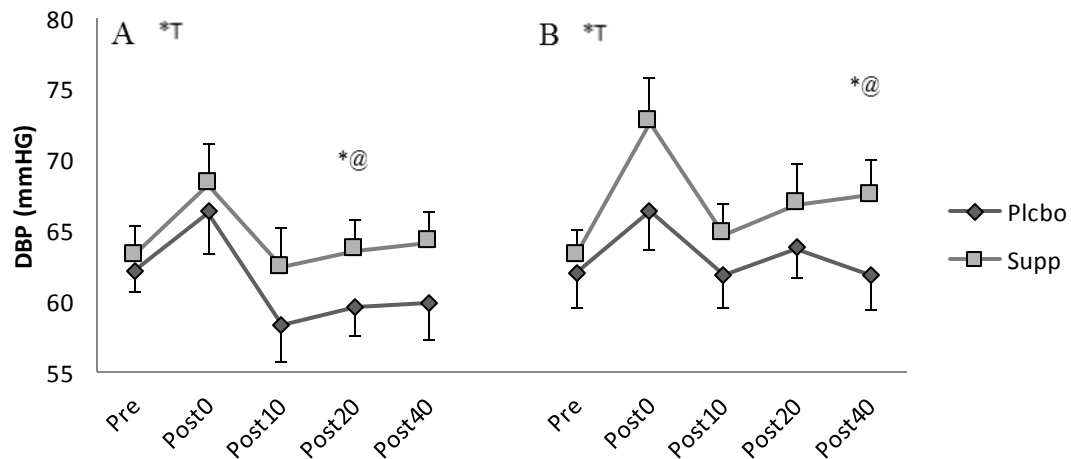 80
75
70
65
60
55
DBP (mmHG)
A *T
*@
B *T
*@
Pre Post0 Post10 Post20 Post40
Pre Post0 Post10 Post20 Post40
Plcbo
Supp